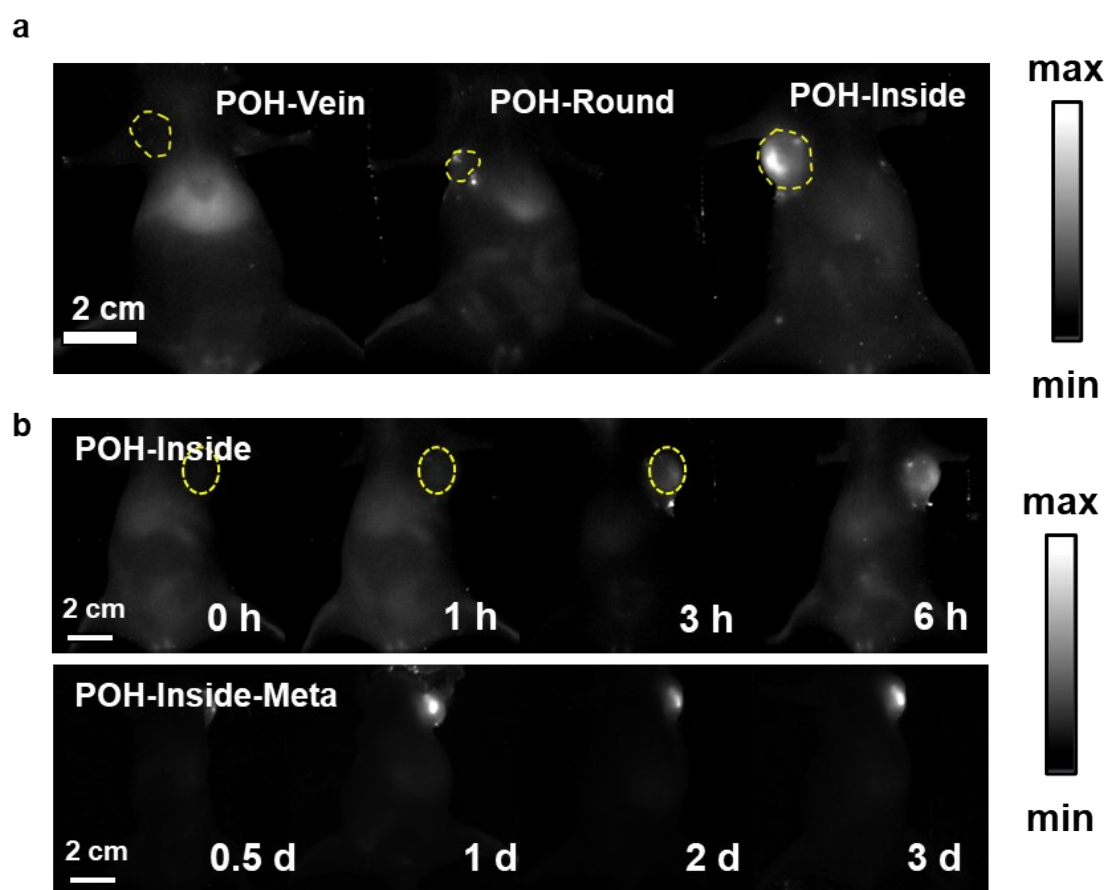 a
POH-Vein
POH-Round
POH-Inside
max
2 cm
min
b
POH-Inside
max
2 cm
0 h
1 h
3 h
6 h
POH-Inside-Meta
min
2 cm
0.5 d
1 d
2 d
3 d